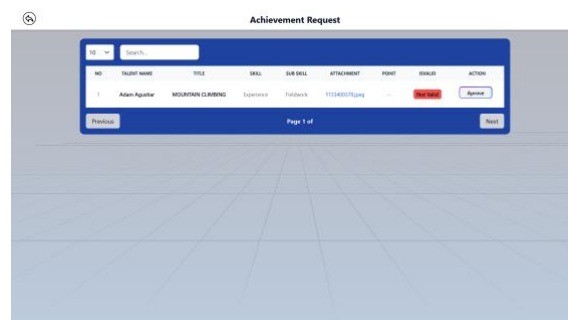 Achievement Request
10 Search...
NO TALENT NAME TITLE SKILL SUB SKILL ATTACHMENT POINT ISVALID ACTION
1 Adam Agustiar MOUNTAIN CLIMBING Experience Fieldwork Not Valid Aprove
Previous Page 1 of Next